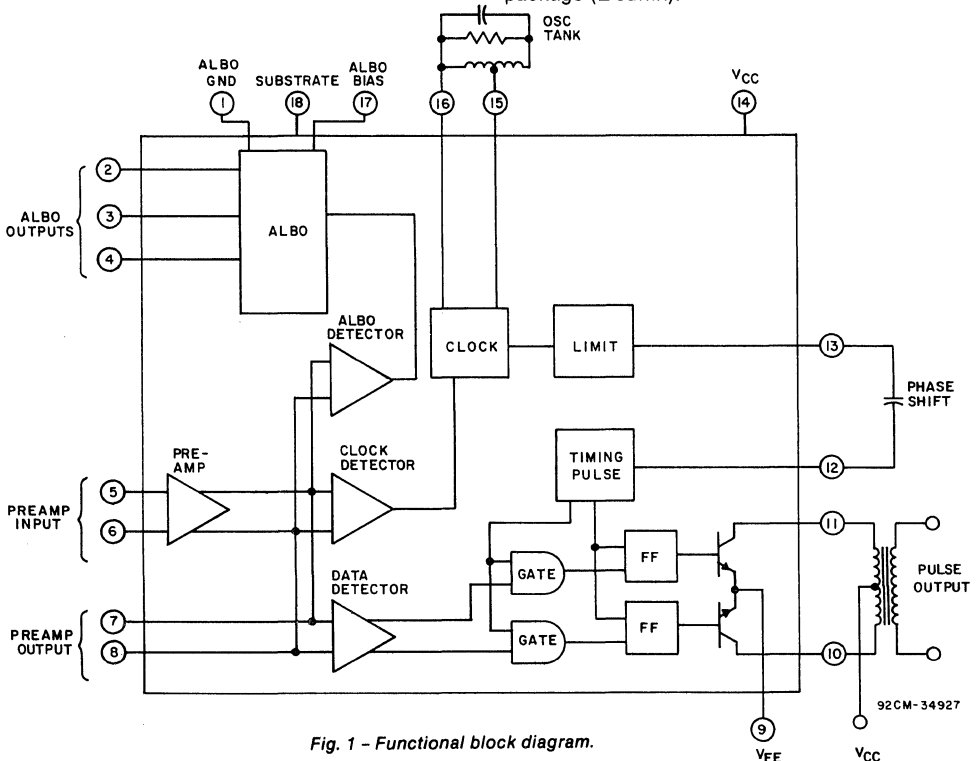 package (E suffix).
OSC
TANK
ALBO
GND
SUBSTRATE
ALBO
BIAS
VCC
1
18
17
16
15
14
2
3
4
ALBO
OUTPUTS
ALBO
ALBO
DETECTOR
CLOCK
LIMIT
13
PHASE
SHIFT
12
PRE-
AMP
CLOCK
DETECTOR
TIMING
PULSE
5
6
PREAMP
INPUT
11
GATE
FF
DATA
DETECTOR
PULSE
OUTPUT
7
8
PREAMP
OUTPUT
GATE
FF
10
92CM-34927
9
VEE
VCC
Fig. 1 – Functional block diagram.